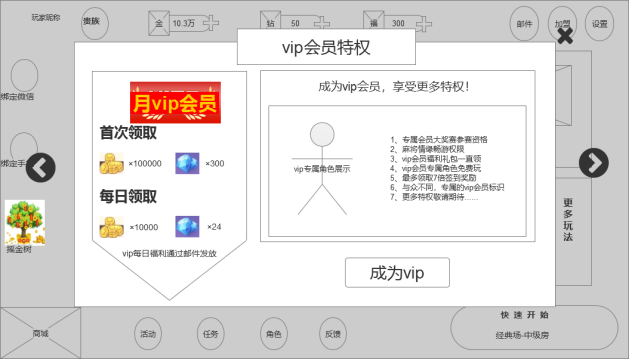 玩家昵称
贵族
金 10.3万
钻 50
福 300
邮件
加盟
设置
vip会员特权
绑定微信
绑定手
摇金树
月vip会员
首次领取
×100000
×300
每日领取
×10000
×24
vip每日福利通过邮件发放
成为vip会员，享受更多特权！
vip专属角色展示
1、专属会员大奖赛参赛资格
2、麻将情缘畅游权限
3、vip会员福利礼包一直领
4、vip会员专属角色免费玩
5、最多领取7倍签到奖励
6、与众不同，专属的vip会员标识
7、更多特权敬请期待……
成为vip
更多玩法
商城
活动
任务
角色
反馈
快速开始
经典场-中级房